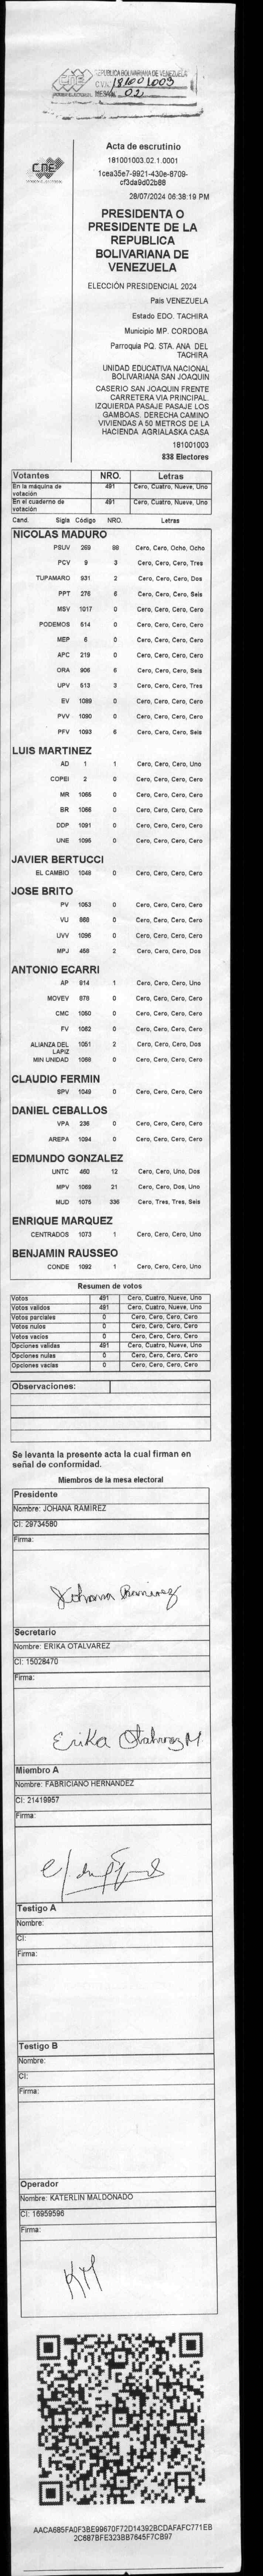 REPUBLICA BOLIVARIANA DE VENEZUELA
181001003
MESA 02
CNE
Acta de escrutinio
181001003.02.1.0001
1cea35e7-9921-430e-8709-
cf3da9d02b88
28/07/2024 06:38:19 PM
PRESIDENTA O
PRESIDENTE DE LA
REPUBLICA
BOLIVARIANA DE
VENEZUELA
ELECCIÓN PRESIDENCIAL 2024
País VENEZUELA
Estado EDO. TACHIRA
Municipio MP. CORDOBA
Parroquia PQ. STA. ANA DEL
TACHIRA
UNIDAD EDUCATIVA NACIONAL
BOLIVARIANA SAN JOAQUIN
CASERIO SAN JOAQUIN FRENTE
CARRETERA VIA PRINCIPAL.
IZQUIERDA PASAJE PASAJE LOS
GAMBOAS. DERECHA CAMINO
VIVIENDAS A 50 METROS DE LA
HACIENDA AGRIALASKA CASA
181001003
838 Electores
Votantes NRO. Letras
En la máquina de votación 491 Cero, Cuatro, Nueve, Uno
En el cuaderno de votación 491 Cero, Cuatro, Nueve, Uno
Cand. Sigla Código NRO. Letras
NICOLAS MADURO
PSUV 269 88 Cero, Cero, Ocho, Ocho
PCV 9 3 Cero, Cero, Cero, Tres
TUPAMARO 931 2 Cero, Cero, Cero, Dos
PPT 276 6 Cero, Cero, Cero, Seis
MSV 1017 0 Cero, Cero, Cero, Cero
PODEMOS 514 0 Cero, Cero, Cero, Cero
MEP 6 0 Cero, Cero, Cero, Cero
APC 219 0 Cero, Cero, Cero, Cero
ORA 906 6 Cero, Cero, Cero, Seis
UPV 513 3 Cero, Cero, Cero, Tres
EV 1089 0 Cero, Cero, Cero, Cero
PVV 1090 0 Cero, Cero, Cero, Cero
PFV 1093 6 Cero, Cero, Cero, Seis
LUIS MARTINEZ
AD 1 1 Cero, Cero, Cero, Uno
COPEI 2 0 Cero, Cero, Cero, Cero
MR 1065 0 Cero, Cero, Cero, Cero
BR 1066 0 Cero, Cero, Cero, Cero
DDP 1091 0 Cero, Cero, Cero, Cero
UNE 1095 0 Cero, Cero, Cero, Cero
JAVIER BERTUCCI
EL CAMBIO 1048 0 Cero, Cero, Cero, Cero
JOSE BRITO
PV 1053 0 Cero, Cero, Cero, Cero
VU 868 0 Cero, Cero, Cero, Cero
UVV 1096 0 Cero, Cero, Cero, Cero
MPJ 458 2 Cero, Cero, Cero, Dos
ANTONIO ECARRI
AP 814 1 Cero, Cero, Cero, Uno
MOVEV 878 0 Cero, Cero, Cero, Cero
CMC 1060 0 Cero, Cero, Cero, Cero
FV 1062 0 Cero, Cero, Cero, Cero
ALIANZA DEL LAPIZ 1051 2 Cero, Cero, Cero, Dos
MIN UNIDAD 1068 0 Cero, Cero, Cero, Cero
CLAUDIO FERMIN
SPV 1049 0 Cero, Cero, Cero, Cero
DANIEL CEBALLOS
VPA 236 0 Cero, Cero, Cero, Cero
AREPA 1094 0 Cero, Cero, Cero, Cero
EDMUNDO GONZALEZ
UNTC 460 12 Cero, Cero, Uno, Dos
MPV 1069 21 Cero, Cero, Dos, Uno
MUD 1075 336 Cero, Tres, Tres, Seis
ENRIQUE MARQUEZ
CENTRADOS 1073 1 Cero, Cero, Cero, Uno
BENJAMIN RAUSSEO
CONDE 1092 1 Cero, Cero, Cero, Uno
Resumen de votos
Votos 491 Cero, Cuatro, Nueve, Uno
Votos validos 491 Cero, Cuatro, Nueve, Uno
Votos parciales 0 Cero, Cero, Cero, Cero
Votos nulos 0 Cero, Cero, Cero, Cero
Votos vacios 0 Cero, Cero, Cero, Cero
Opciones validas 491 Cero, Cuatro, Nueve, Uno
Opciones nulas 0 Cero, Cero, Cero, Cero
Opciones vacias 0 Cero, Cero, Cero, Cero
Observaciones:
Se levanta la presente acta la cual firman en
señal de conformidad.
Miembros de la mesa electoral
Presidente
Nombre: JOHANA RAMIREZ
CI: 29734580
Firma:
Johanna Ramirez
Secretario
Nombre: ERIKA OTALVAREZ
CI: 15028470
Firma:
Erika Otalvarez M
Miembro A
Nombre: FABRICIANO HERNANDEZ
CI: 21419957
Firma:
Testigo A
Nombre:
CI:
Firma:
Testigo B
Nombre:
CI:
Firma:
Operador
Nombre: KATERLIN MALDONADO
CI: 16959596
Firma:
KM
AACA685FA0F3BE99670F72D14392BCDAFAFC771EB
2C687BFE323BB7645F7CB97